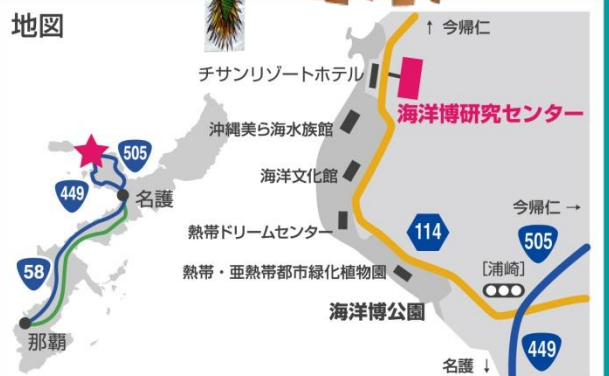 地図
↑ 今帰仁
チサンリゾートホテル
海洋博研究センター
沖縄美ら海水族館
海洋文化館
熱帯ドリームセンター
熱帯・亜熱帯都市緑化植物園
海洋博公園
114
今帰仁 →
505
[浦崎]
449
名護 ↓
505
449
名護
58
那覇